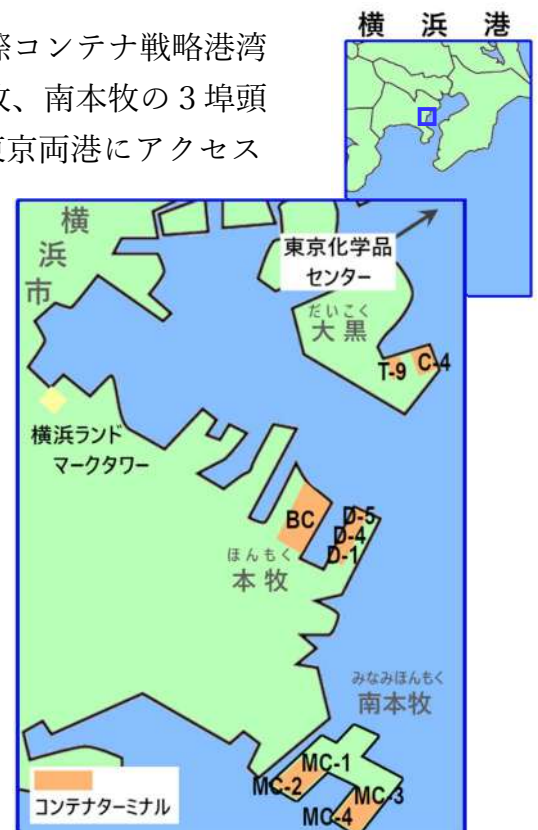 横 浜 港
際コンテナ戦略港湾
牧、南本牧の３埠頭
東京両港にアクセス
横
浜
市
東京化学品
センター
だいこく
大黒
T-9 C-4
横浜ランド
マークタワー
BC
D-5
D-4
D-1
ほんもく
本牧
みなみほんもく
南本牧
MC-1
MC-2
MC-3
MC-4
コンテナターミナル